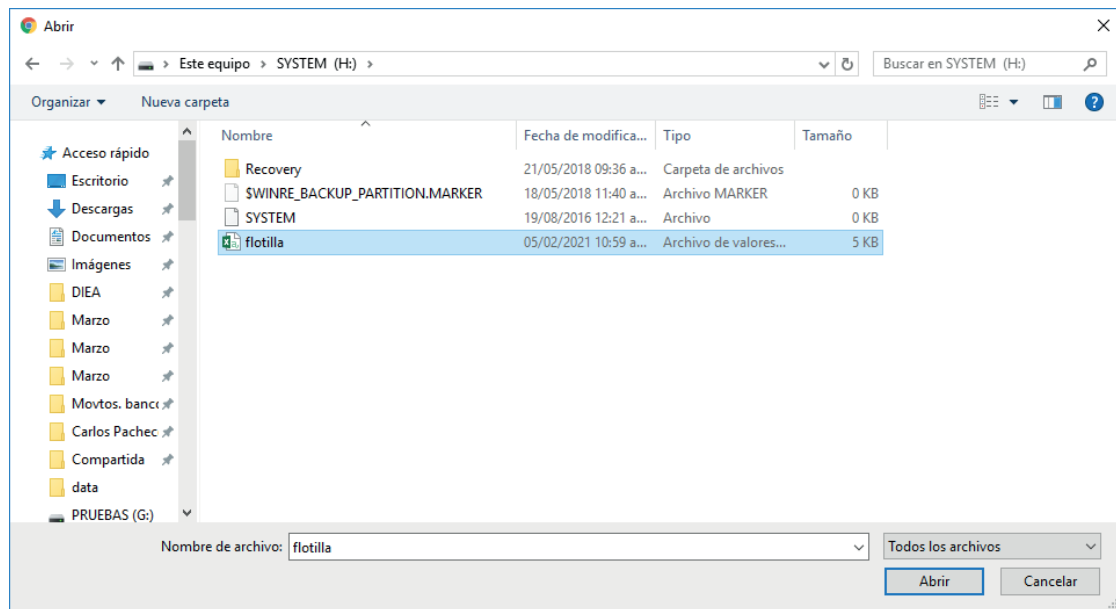 Abrir
Este equipo > SYSTEM (H:) >
Buscar en SYSTEM (H:)
Organizar
Nueva carpeta
Acceso rápido
Escritorio
Descargas
Documentos
Imágenes
DIEA
Marzo
Marzo
Marzo
Movtos. banco
Carlos Pachec
Compartida
data
PRUEBAS (G:)
Nombre Fecha de modifica... Tipo Tamaño
Recovery 21/05/2018 09:36 a... Carpeta de archivos
$WINRE_BACKUP_PARTITION.MARKER 18/05/2018 11:40 a... Archivo MARKER 0 KB
SYSTEM 19/08/2016 12:21 a... Archivo 0 KB
flotilla 05/02/2021 10:59 a... Archivo de valores... 5 KB
Nombre de archivo: flotilla
Todos los archivos
Abrir Cancelar